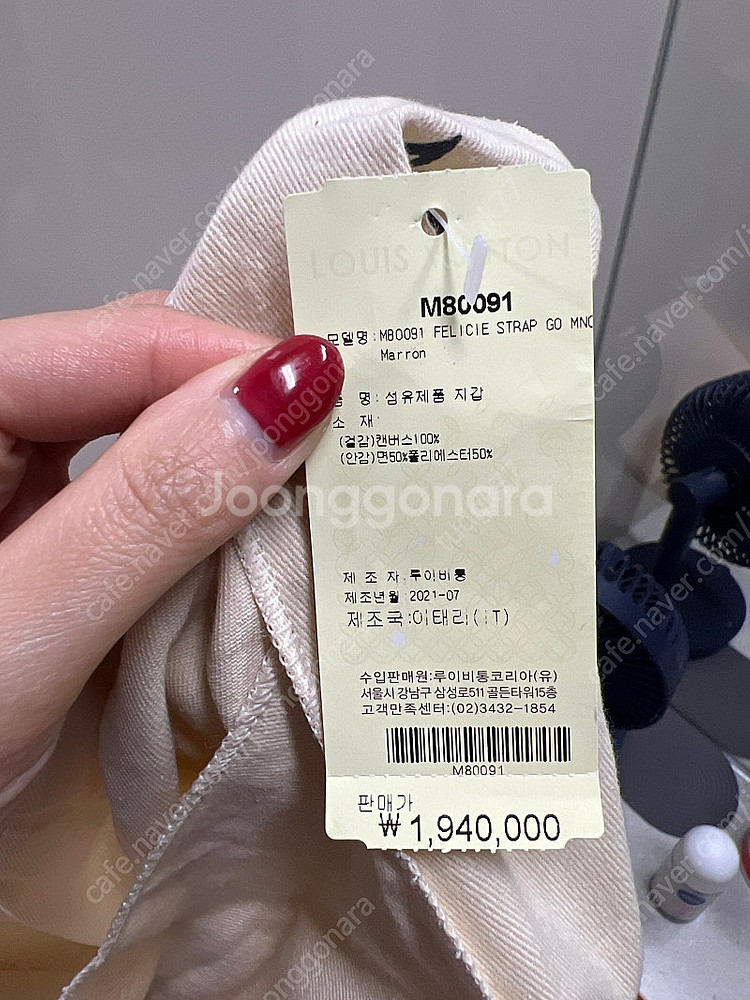 LOUIS VUITTON
M80091
모델명:M80091 FELICIE STRAP GO MNO
Marron
명: 섬유제품 지갑
소 재:
(겉감)캔버스100%
(안감)면50%폴리에스터50%
Joonggonara
제 조 자:루이비통
제조년월:2021-07
제조국:이태리(IT)
수입판매원:루이비통코리아(유)
서울시 강남구 삼성로511 골든타워15층
고객만족센터:(02)3432-1854
M80091
판매가
₩ 1,940,000